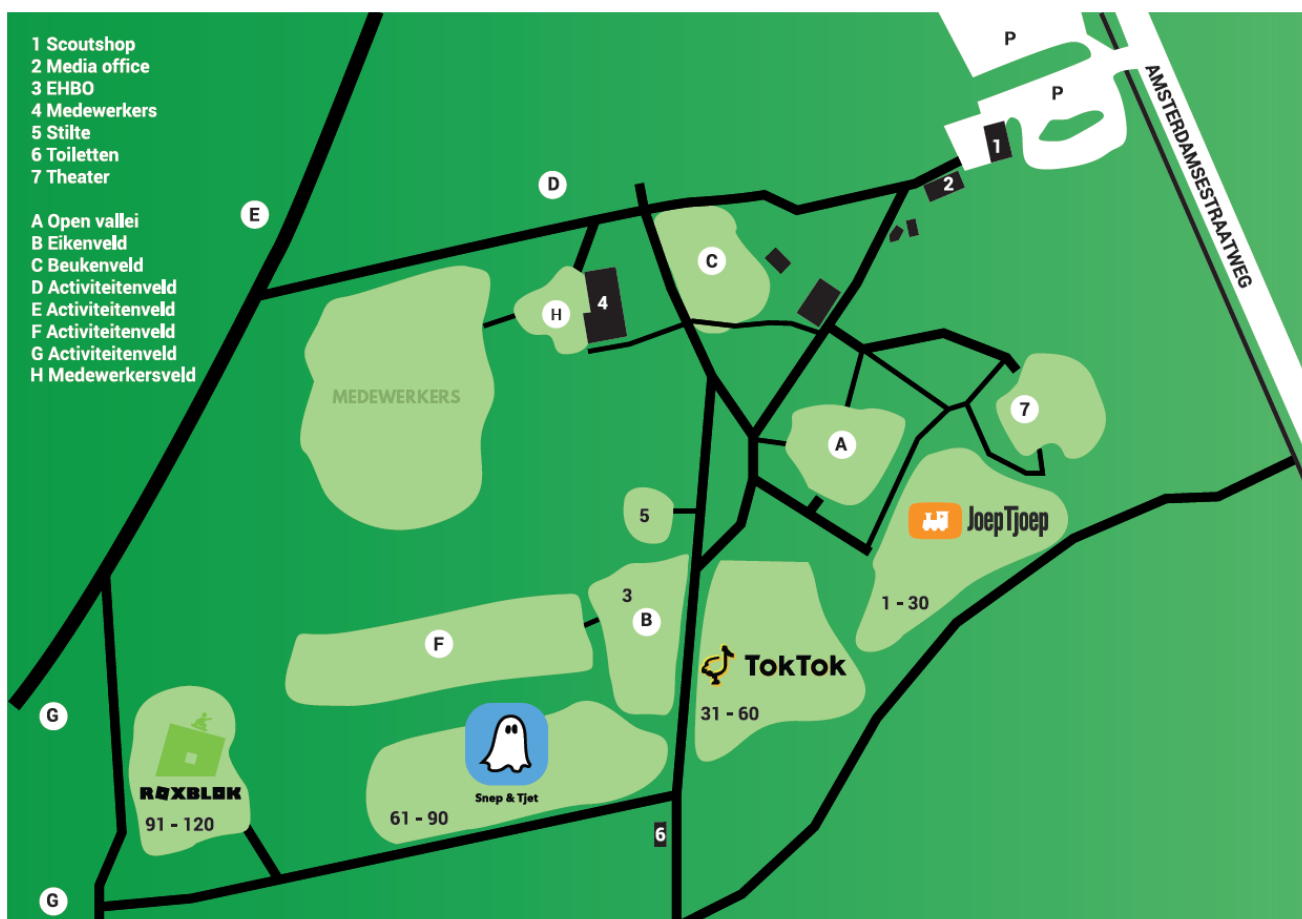 1 Scoutshop
2 Media office
3 EHBO
4 Medewerkers
5 Stilte
6 Toiletten
7 Theater
A Open vallei
B Eikenveld
C Beukenveld
D Activiteitenveld
E Activiteitenveld
F Activiteitenveld
G Activiteitenveld
H Medewerkersveld
P
P
AMSTERDAMSESTRAATWEG
1
2
D
E
C
4
H
MEDEWERKERS
7
A
5
JoepTjoep
1 - 30
3
B
F
TokTok
31 - 60
G
ROXBLOK
91 - 120
Snep & Tjet
61 - 90
6
G